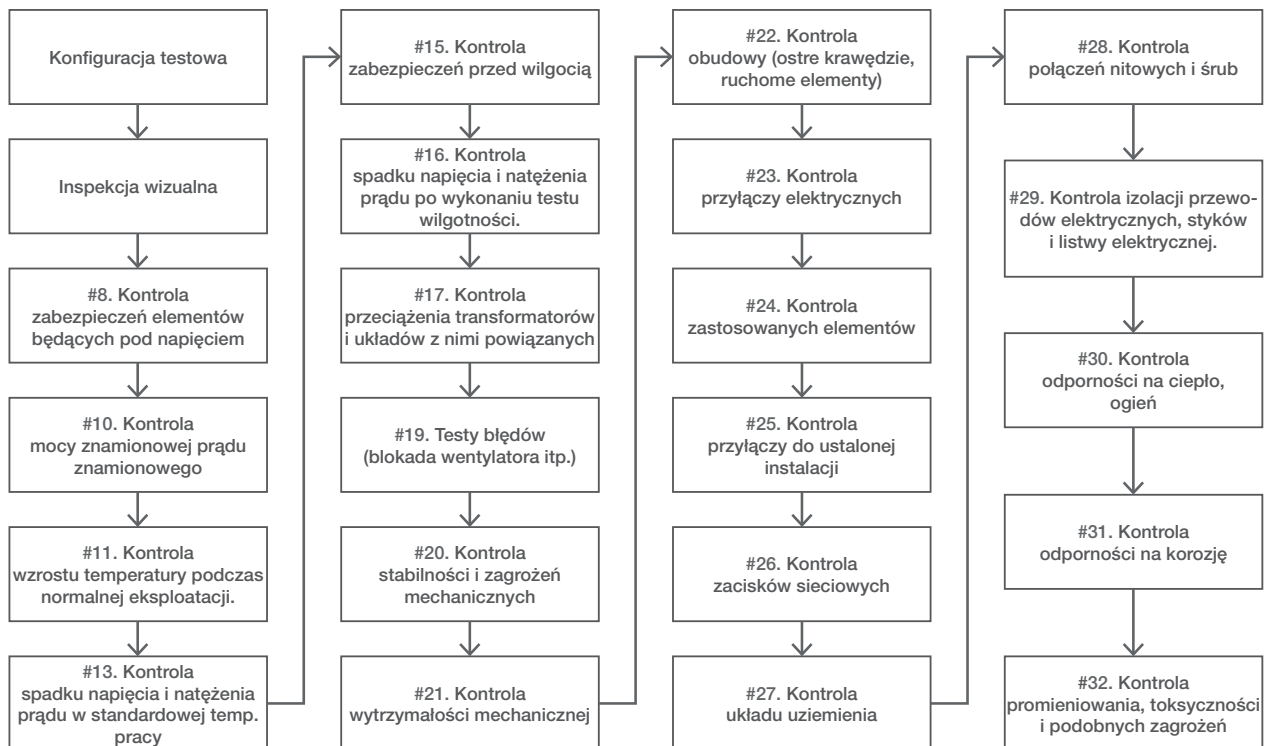 Konfiguracja testowa
Inspekcja wizualna
#8. Kontrola
zabezpieczeń elementów
będących pod napięciem
#10. Kontrola
mocy znamionowej prądu
znamionowego
#11. Kontrola
wzrostu temperatury podczas
normalnej eksploatacji.
#13. Kontrola
spadku napięcia i natężenia
prądu w standardowej temp.
pracy
#15. Kontrola
zabezpieczeń przed wilgocią
#16. Kontrola
spadku napięcia i natężenia
prądu po wykonaniu testu
wilgotności.
#17. Kontrola
przeciążenia transformatorów
i układów z nimi powiązanych
#19. Testy błędów
(blokada wentylatora itp.)
#20. Kontrola
stabilności i zagrożeń
mechanicznych
#21. Kontrola
wytrzymałości mechanicznej
#22. Kontrola
obudowy (ostre krawędzie,
ruchome elementy)
#23. Kontrola
przyłączy elektrycznych
#24. Kontrola
zastosowanych elementów
#25. Kontrola
przyłączy do ustalonej
instalacji
#26. Kontrola
zacisków sieciowych
#27. Kontrola
układu uziemienia
#28. Kontrola
połączeń nitowych i śrub
#29. Kontrola izolacji przewo-
dów elektrycznych, styków
i listwy elektrycznej.
#30. Kontrola
odporności na ciepło,
ogień
#31. Kontrola
odporności na korozję
#32. Kontrola
promieniowania, toksyczności
i podobnych zagrożeń